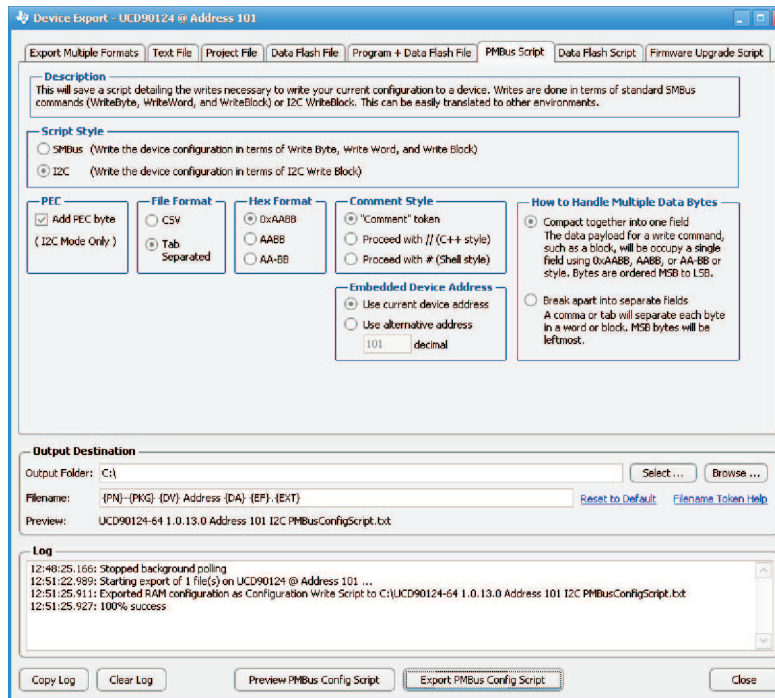 Device Export - UCD90124 @ Address 101
Export Multiple Formats
Text File
Project File
Data Flash File
Program + Data Flash File
PMBus Script
Data Flash Script
Firmware Upgrade Script
Description
This will save a script detailing the writes necessary to write your current configuration to a device. Writes are done in terms of standard SMBus
commands (WriteByte, WriteWord, and WriteBlock) or I2C WriteBlock. This can be easily translated to other environments.
Script Style
SMBus (Write the device configuration in terms of Write Byte, Write Word, and Write Block)
I2C (Write the device configuration in terms of I2C Write Block)
PEC
Add PEC byte
( I2C Mode Only )
File Format
CSV
Tab
Separated
Hex Format
0xAABB
AABB
AA-BB
Comment Style
"Comment" token
Proceed with // (C++ style)
Proceed with # (Shell style)
Embedded Device Address
Use current device address
Use alternative address
101 decimal
How to Handle Multiple Data Bytes
Compact together into one field
The data payload for a write command,
such as a block, will be occupy a single
field using 0xAABB, AABB, or AA-BB or
style. Bytes are ordered MSB to LSB.
Break apart into separate fields
A comma or tab will separate each byte
in a word or block. MSB bytes will be
leftmost.
Output Destination
Output Folder: C:\
Select ...
Browse ...
Filename: {PN}-{PKG} {DV} Address {DA} {EF}.{EXT}
Reset to Default
Filename Token Help
Preview: UCD90124-64 1.0.13.0 Address 101 I2C PMBusConfigScript.txt
Log
12:48:25.166: Stopped background polling
12:51:22.989: Starting export of 1 file(s) on UCD90124 @ Address 101 ...
12:51:25.911: Exported RAM configuration as Configuration Write Script to C:\UCD90124-64 1.0.13.0 Address 101 I2C PMBusConfigScript.txt
12:51:25.927: 100% success
Copy Log
Clear Log
Preview PMBus Config Script
Export PMBus Config Script
Close